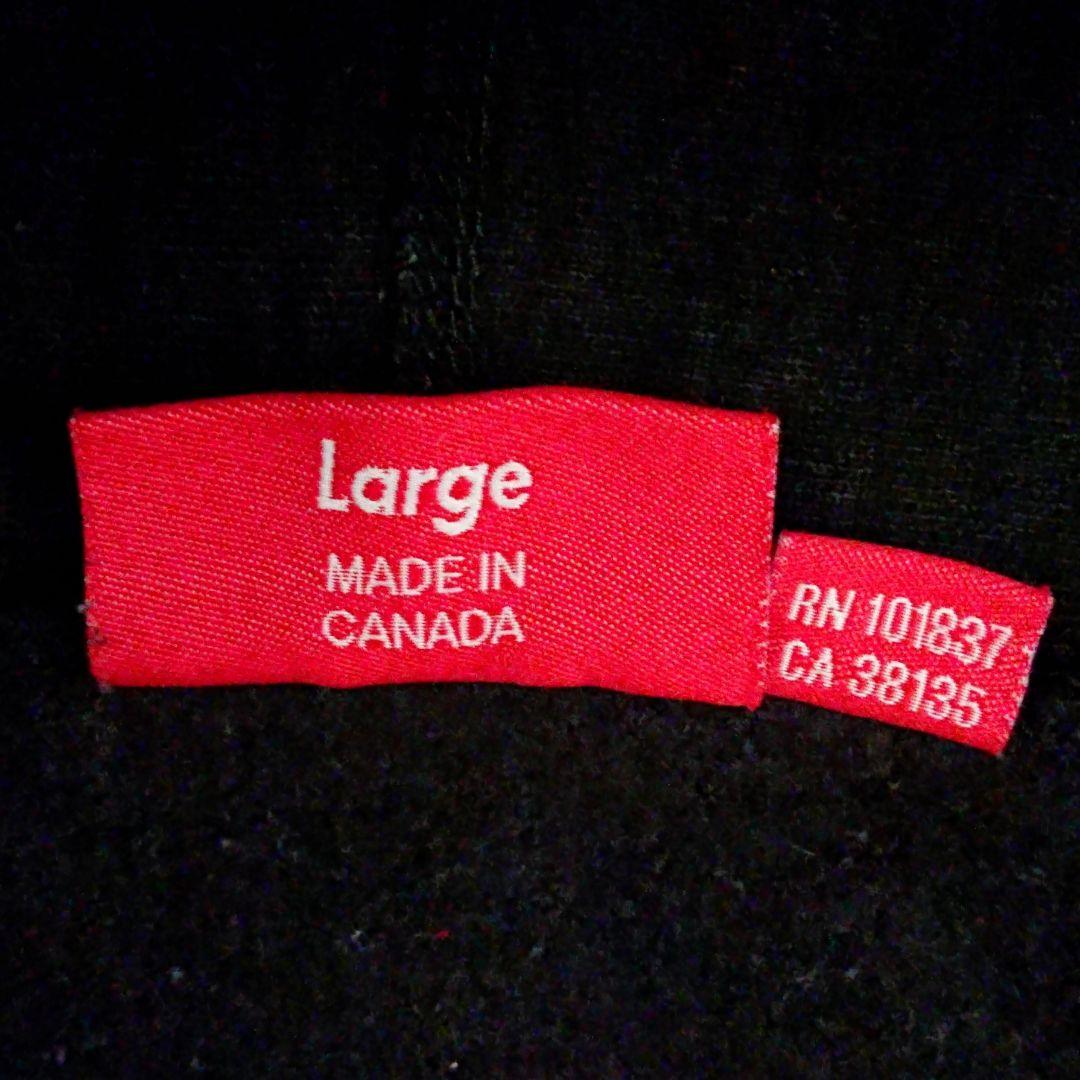 Large
MADE IN
CANADA
RN 101837
CA 38135